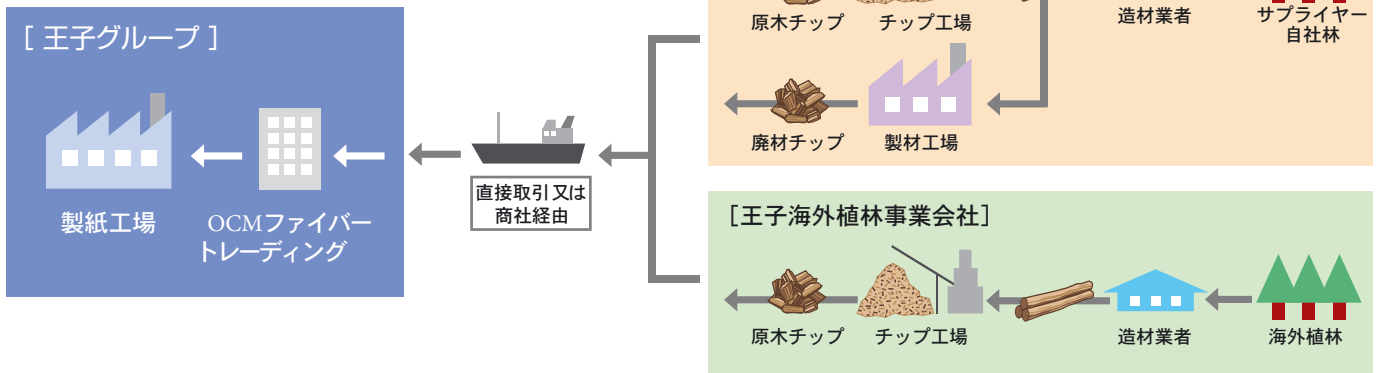 [ 王子グループ ]
製紙工場
OCMファイバー
トレーディング
直接取引又は
商社経由
原木チップ
チップ工場
造材業者
サプライヤー
自社林
廃材チップ
製材工場
[王子海外植林事業会社]
原木チップ
チップ工場
造材業者
海外植林